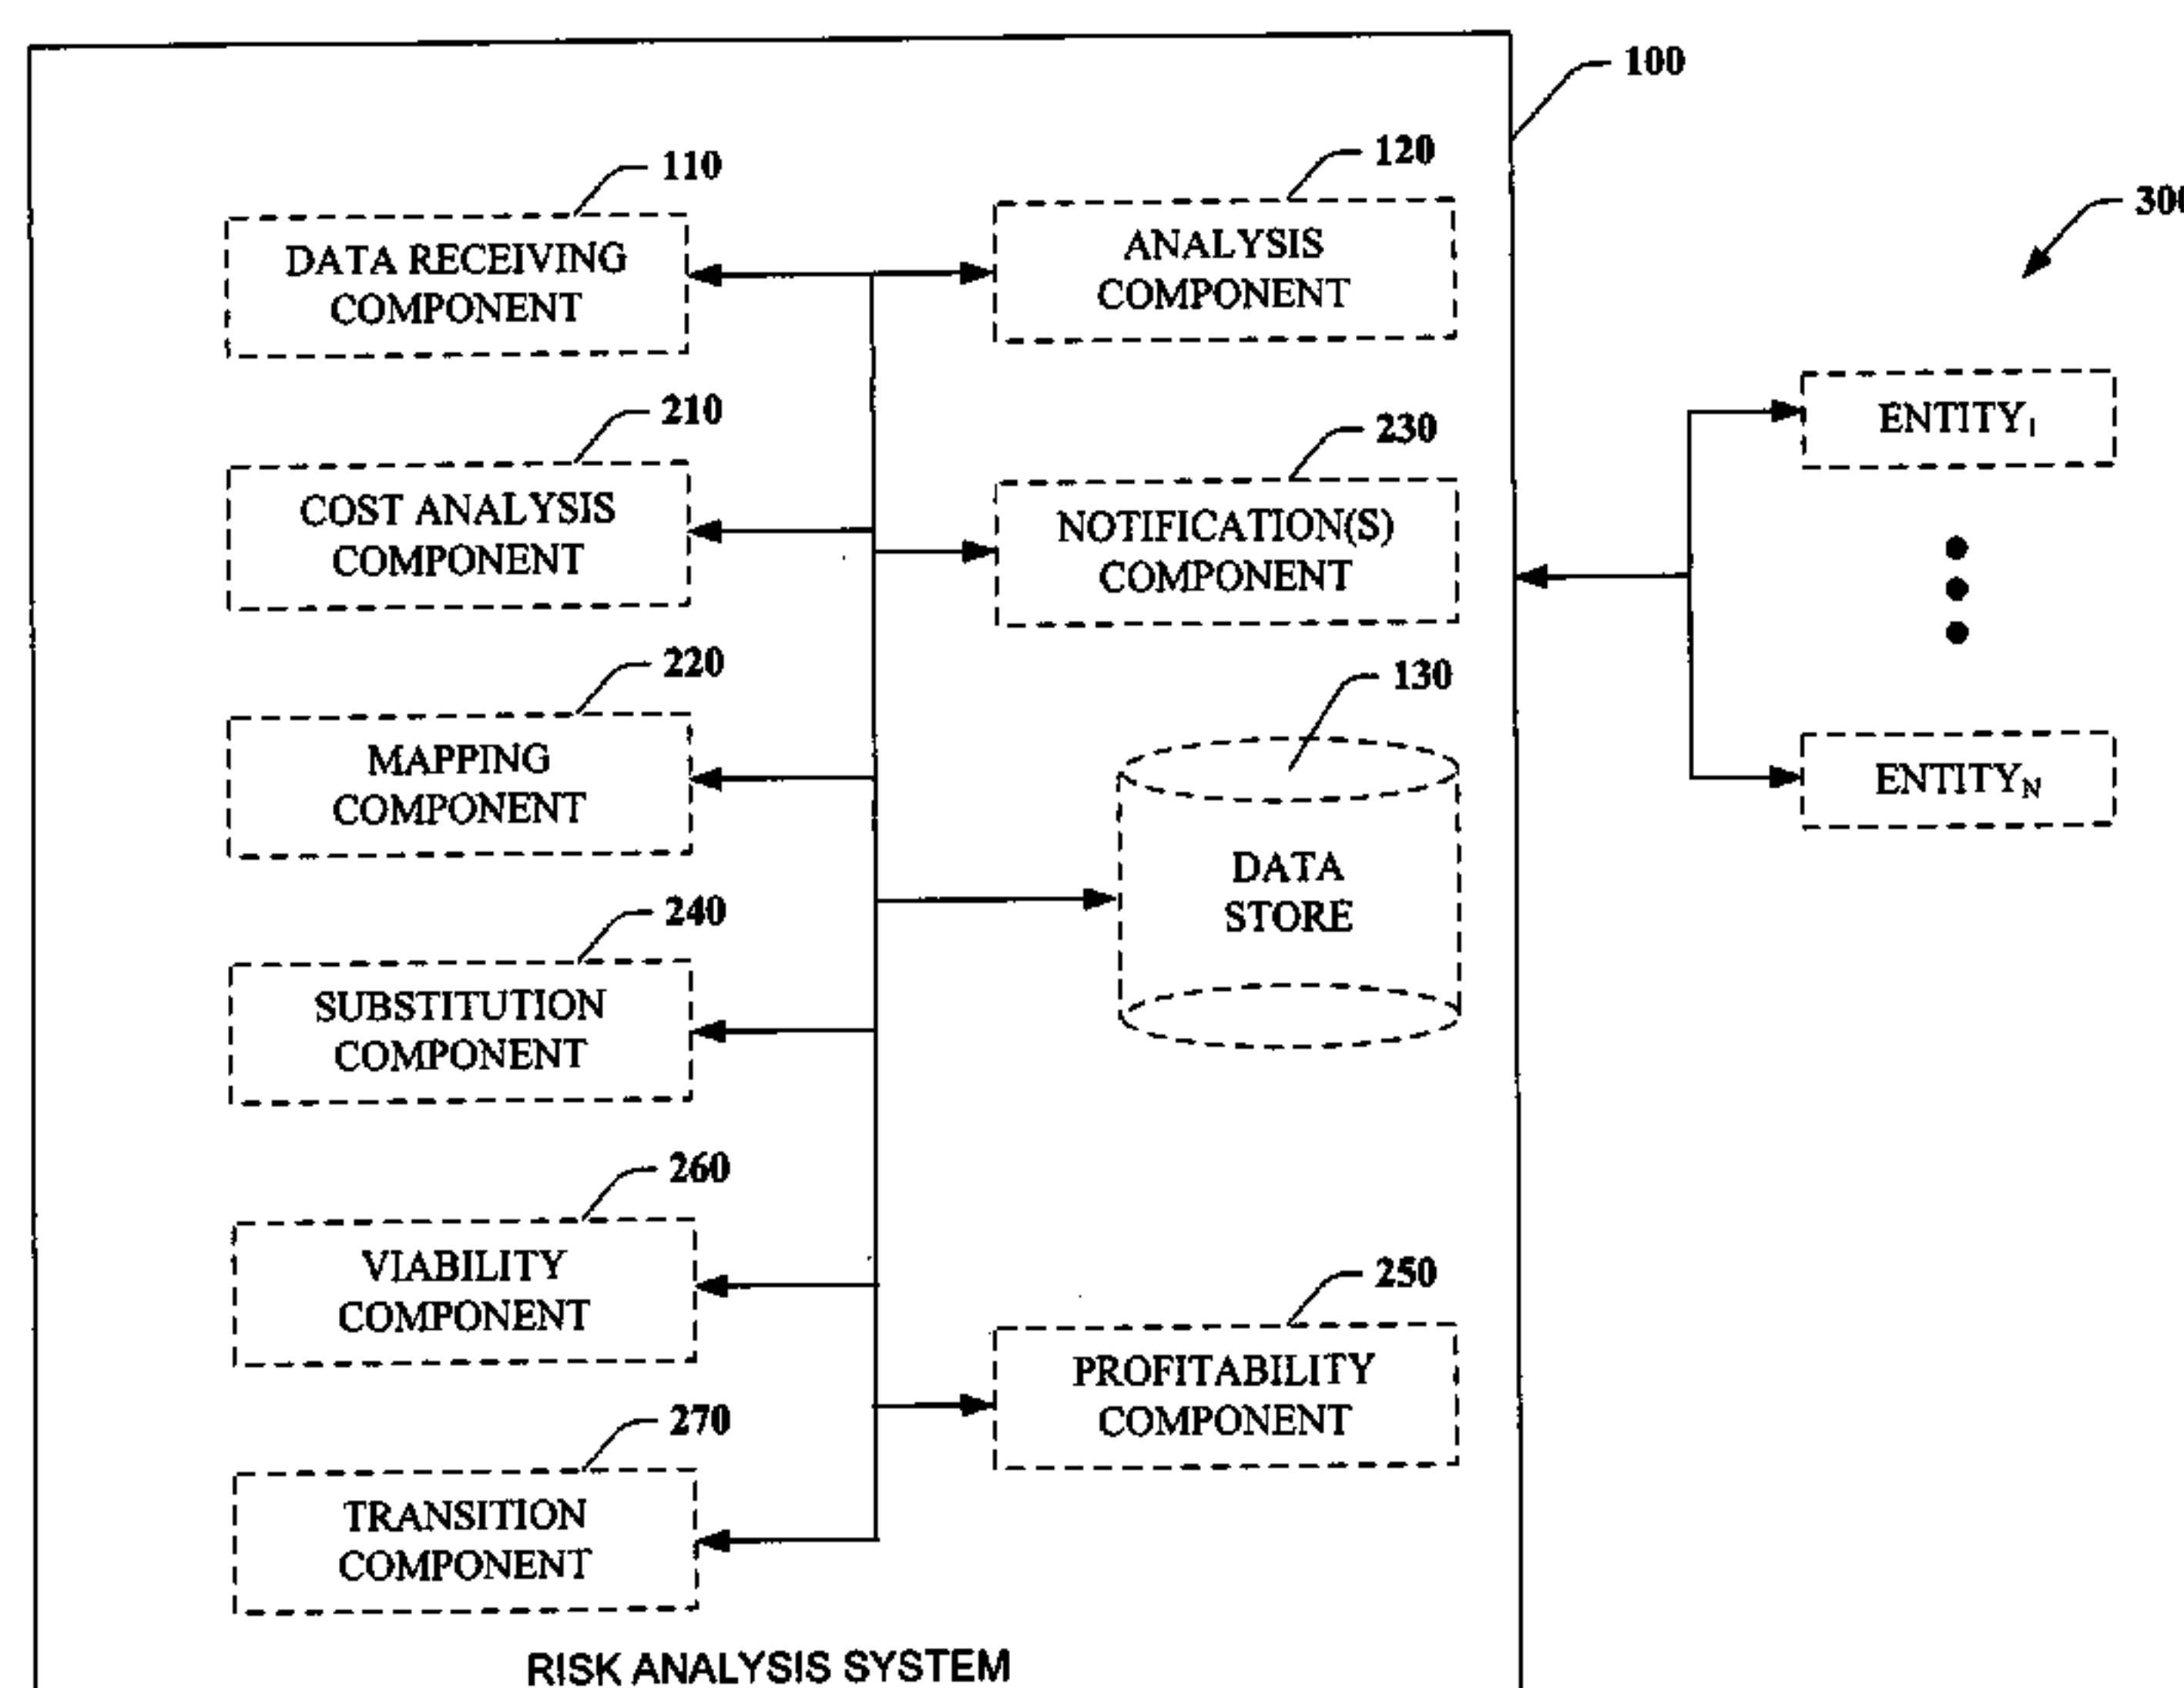 100
110
120
300
DATA RECEIVING
COMPONENT
ANALYSIS
COMPONENT
210
230
ENTITY1
COST ANALYSIS
COMPONENT
NOTIFICATION(S)
COMPONENT
220
130
MAPPING
COMPONENT
ENTITYN
DATA
STORE
240
SUBSTITUTION
COMPONENT
260
VIABILITY
COMPONENT
250
PROFITABILITY
COMPONENT
270
TRANSITION
COMPONENT
RISK ANALYSIS SYSTEM